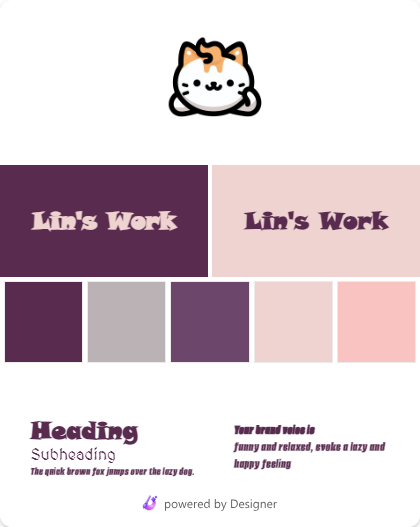 Lin's Work
Lin's Work
Heading
Subheading
The quick brown fox jumps over the lazy dog.
Your brand voice is
funny and relaxed, evoke a lazy and
happy feeling
powered by Designer